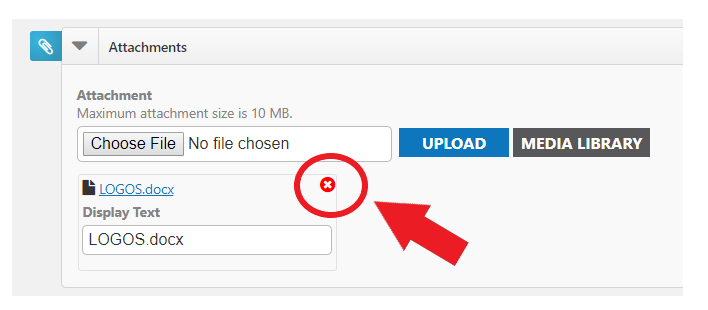 Attachments
Attachment
Maximum attachment size is 10 MB.
Choose File No file chosen UPLOAD MEDIA LIBRARY
LOGOS.docx
Display Text
LOGOS.docx